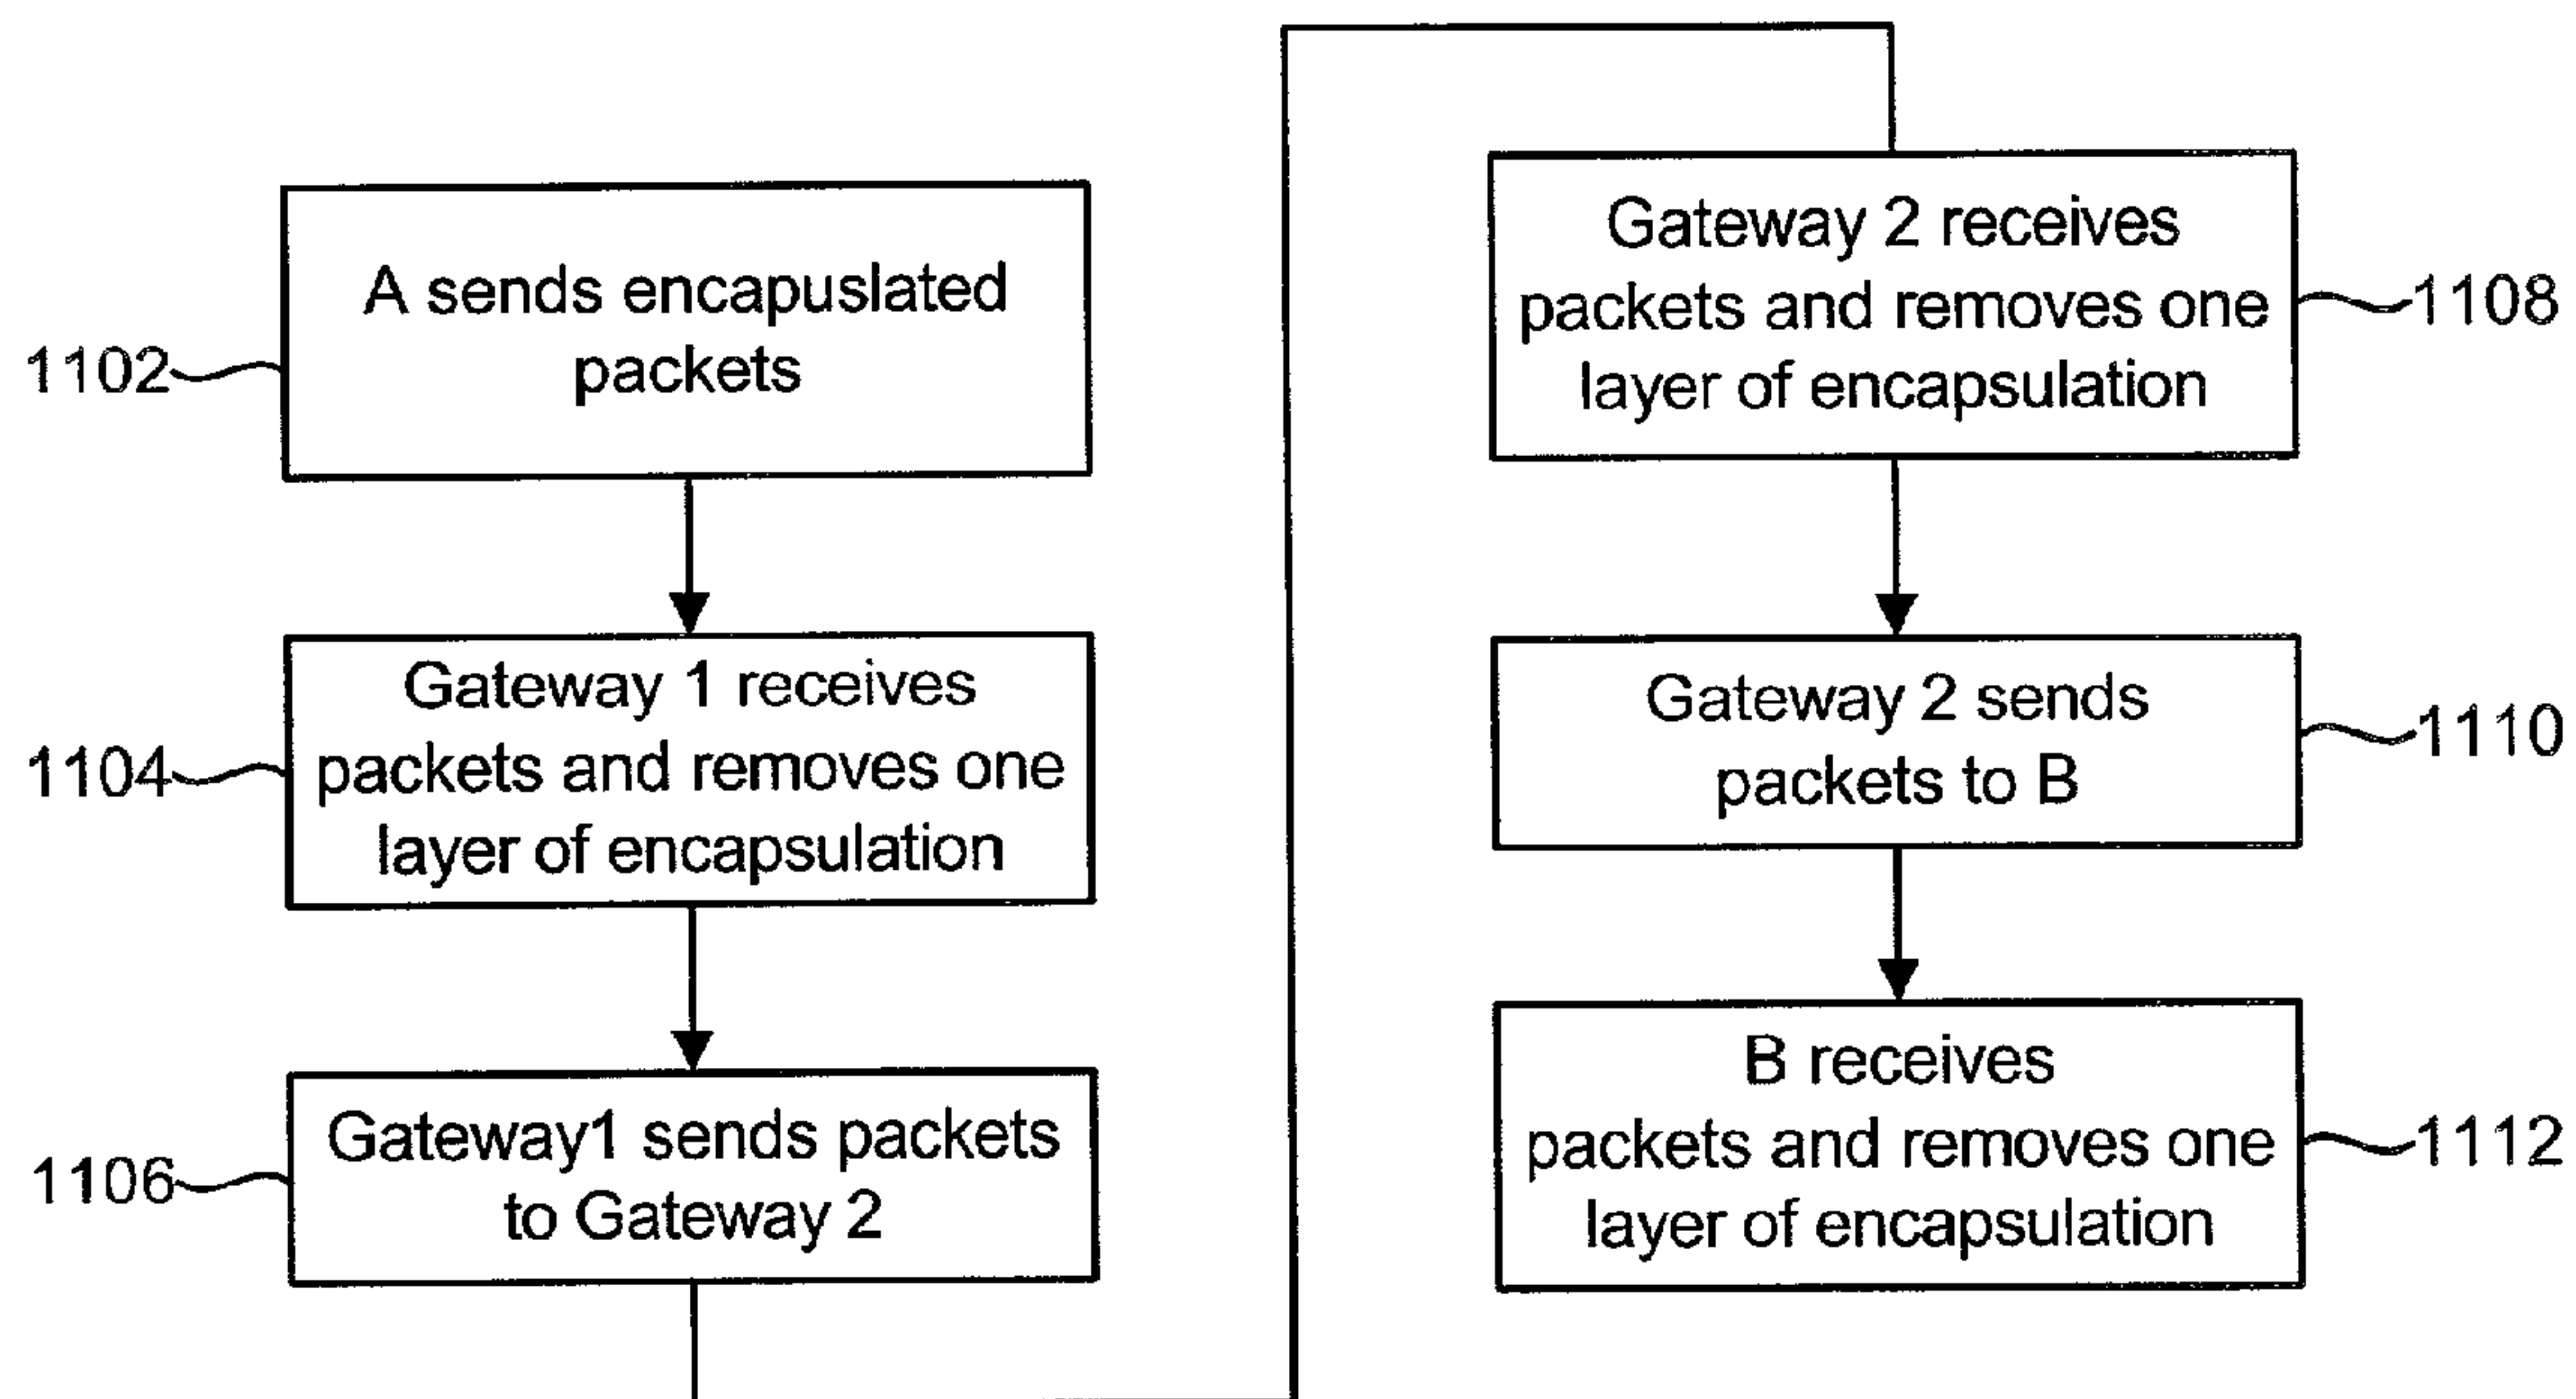 A sends encapuslated
packets
1102
Gateway 1 receives
packets and removes one
layer of encapsulation
1104
Gateway1 sends packets
to Gateway 2
1106
Gateway 2 receives
packets and removes one
layer of encapsulation
1108
Gateway 2 sends
packets to B
1110
B receives
packets and removes one
layer of encapsulation
1112